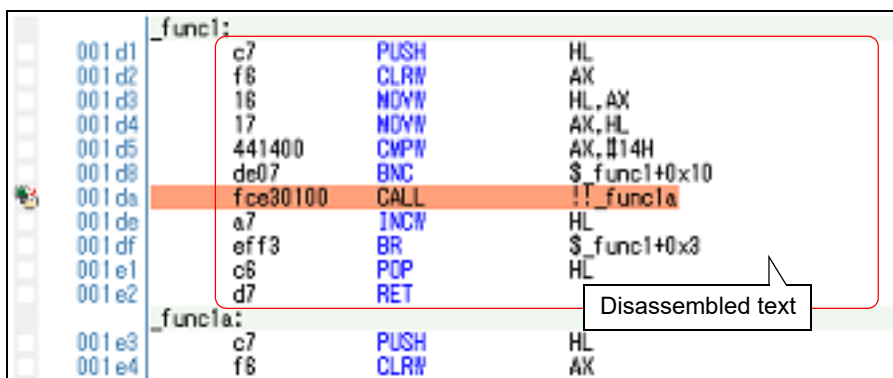 _func1:
001d1 c7 PUSH HL
001d2 f6 CLRW AX
001d3 16 MOVW HL,AX
001d4 17 MOVW AX,HL
001d5 441400 CMPW AX,#14H
001d8 de07 BNC $_func1+0x10
001da fce30100 CALL !!_func1a
001de a7 INCW HL
001df eff3 BR $_func1+0x3
001e1 c6 POP HL
001e2 d7 RET
Disassembled text
_func1a:
001e3 c7 PUSH HL
001e4 f6 CLRW AX